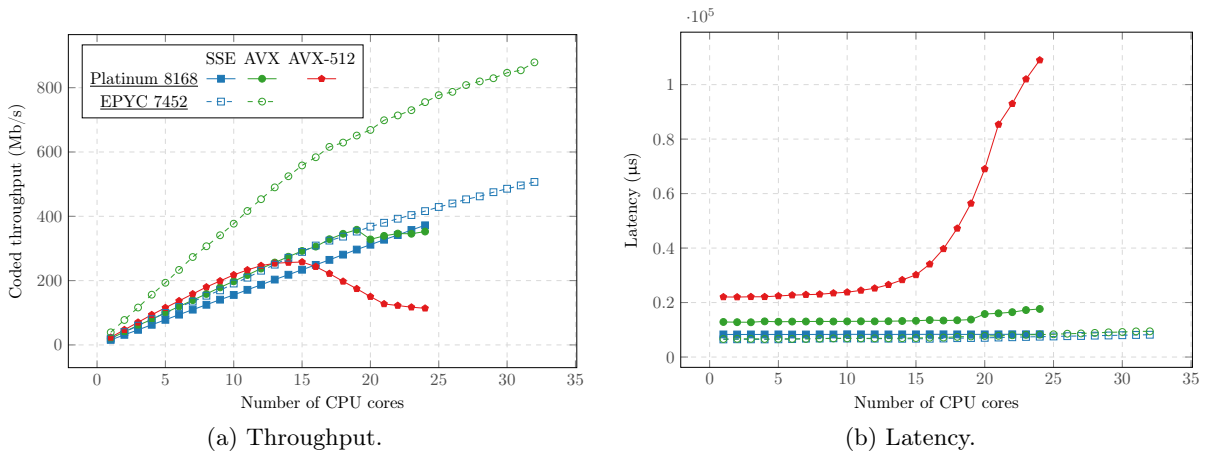 SSE AVX AVX-512
Platinum 8168
EPYC 7452
Coded throughput (Mb/s)
800
600
400
200
0
0 5 10 15 20 25 30 35
Number of CPU cores
(a) Throughput.
·10⁵
Latency (µs)
1
0.8
0.6
0.4
0.2
0
0 5 10 15 20 25 30 35
Number of CPU cores
(b) Latency.